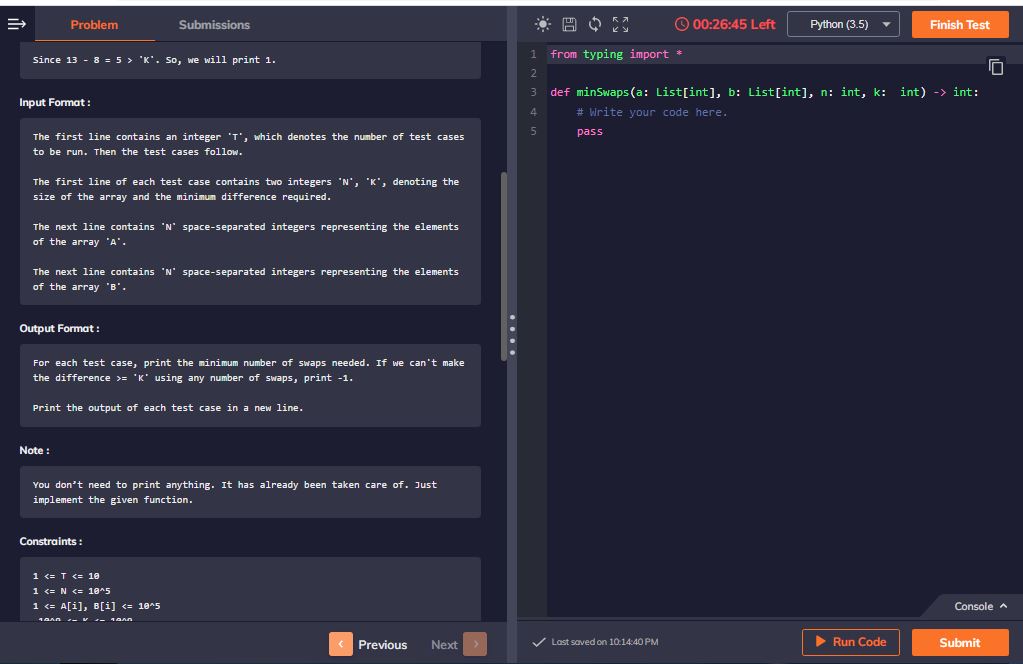 Problem
Submissions
Since 13 - 8 = 5 > 'K'. So, we will print 1.
Input Format :
The first line contains an integer 'T', which denotes the number of test cases
to be run. Then the test cases follow.
The first line of each test case contains two integers 'N', 'K', denoting the
size of the array and the minimum difference required.
The next line contains 'N' space-separated integers representing the elements
of the array 'A'.
The next line contains 'N' space-separated integers representing the elements
of the array 'B'.
Output Format :
For each test case, print the minimum number of swaps needed. If we can't make
the difference >= 'K' using any number of swaps, print -1.
Print the output of each test case in a new line.
Note :
You don’t need to print anything. It has already been taken care of. Just
implement the given function.
Constraints :
1 <= T <= 10
1 <= N <= 10^5
1 <= A[i], B[i] <= 10^5
Previous
Next
00:26:45 Left
Python (3.5)
Finish Test
1 from typing import *
2
3 def minSwaps(a: List[int], b: List[int], n: int, k:  int) -> int:
4     # Write your code here.
5     pass
Console
Last saved on 10:14:40 PM
Run Code
Submit